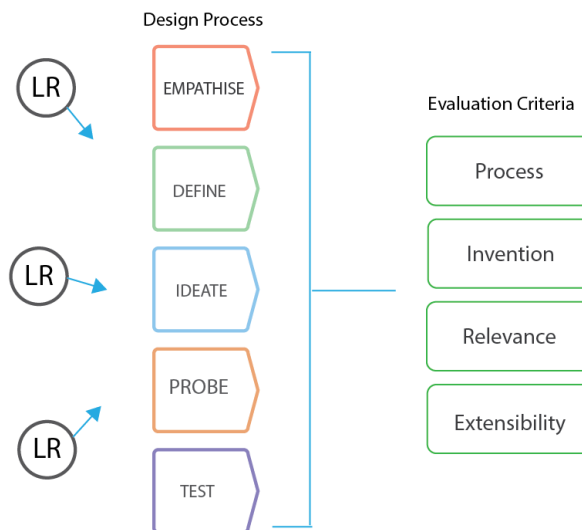 Design Process
LR
EMPATHISE
Evaluation Criteria
Process
DEFINE
Invention
LR
IDEATE
Relevance
PROBE
Extensibility
LR
TEST